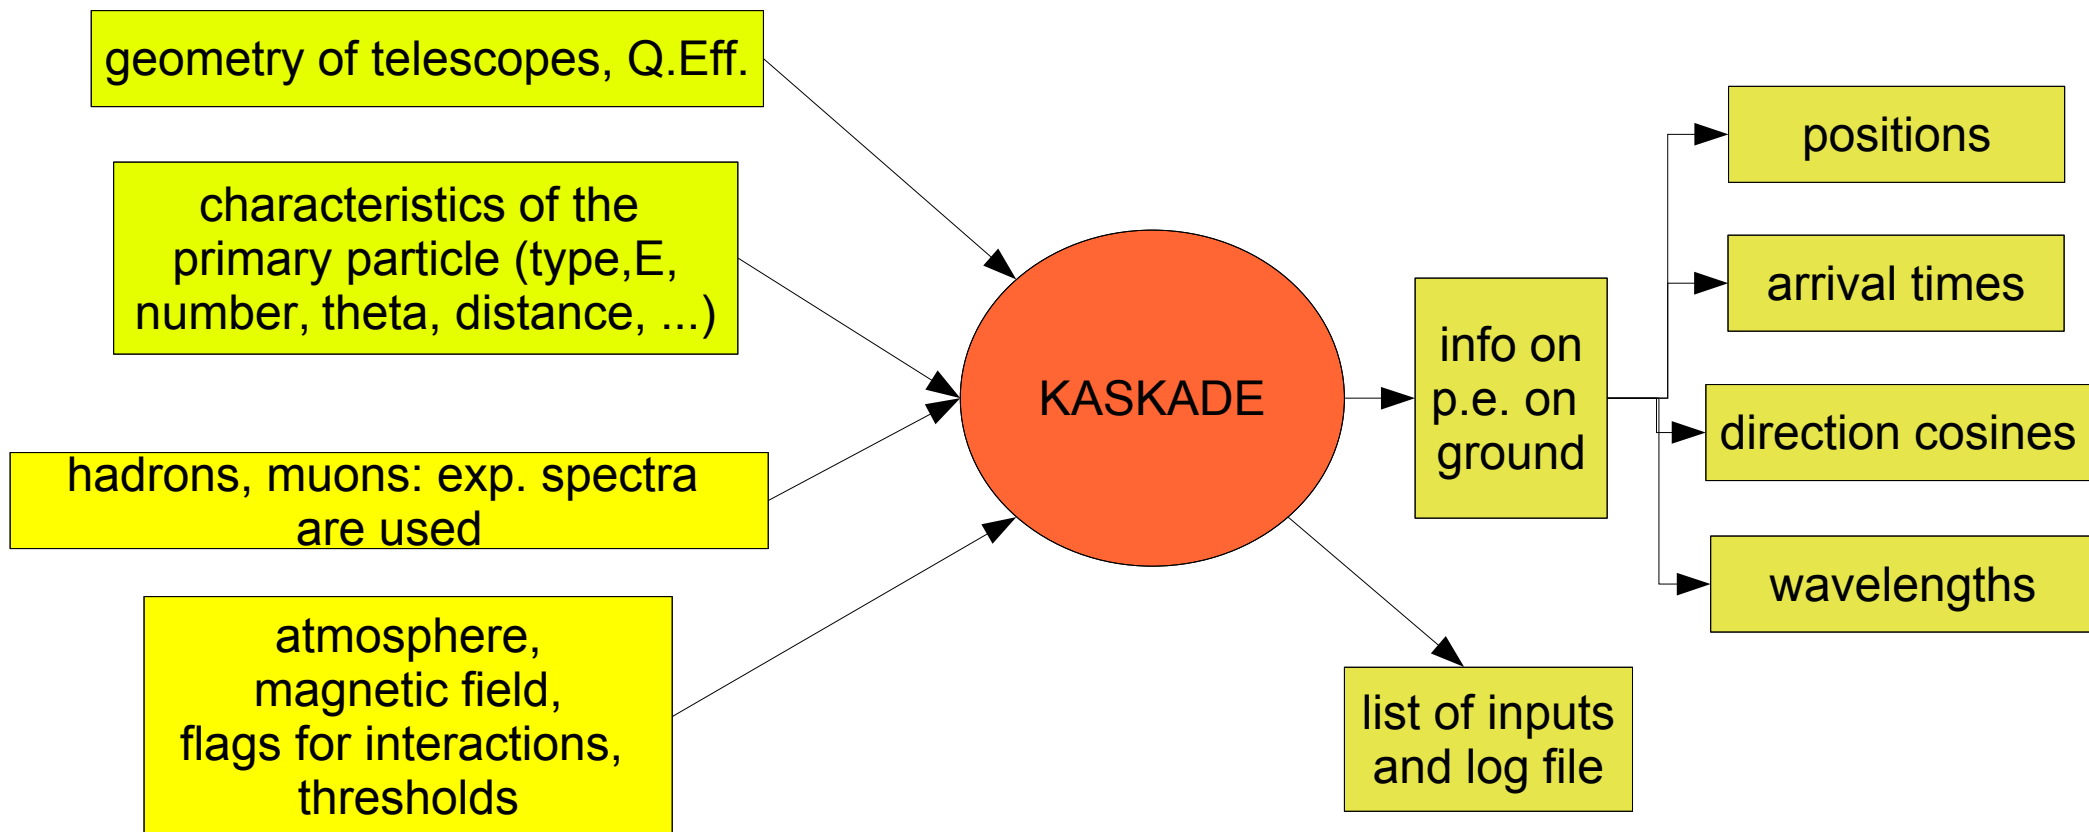 geometry of telescopes, Q.Eff.
characteristics of the
primary particle (type,E,
number, theta, distance, ...)
hadrons, muons: exp. spectra
are used
atmosphere,
magnetic field,
flags for interactions,
thresholds
KASKADE
info on
p.e. on
ground
list of inputs
and log file
positions
arrival times
direction cosines
wavelengths